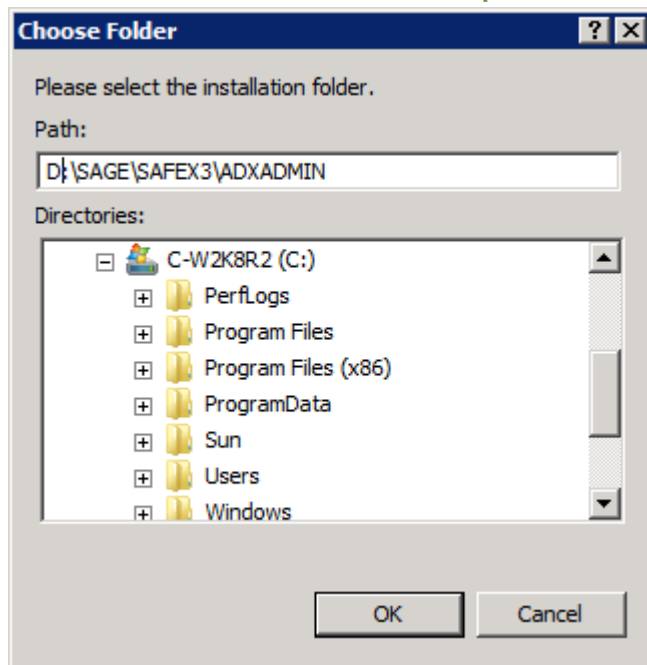 Choose Folder
Please select the installation folder.
Path:
D:\SAGE\SAFEX3\ADXADMIN
Directories:
C-W2K8R2 (C:)
PerfLogs
Program Files
Program Files (x86)
ProgramData
Sun
Users
Windows
OK Cancel